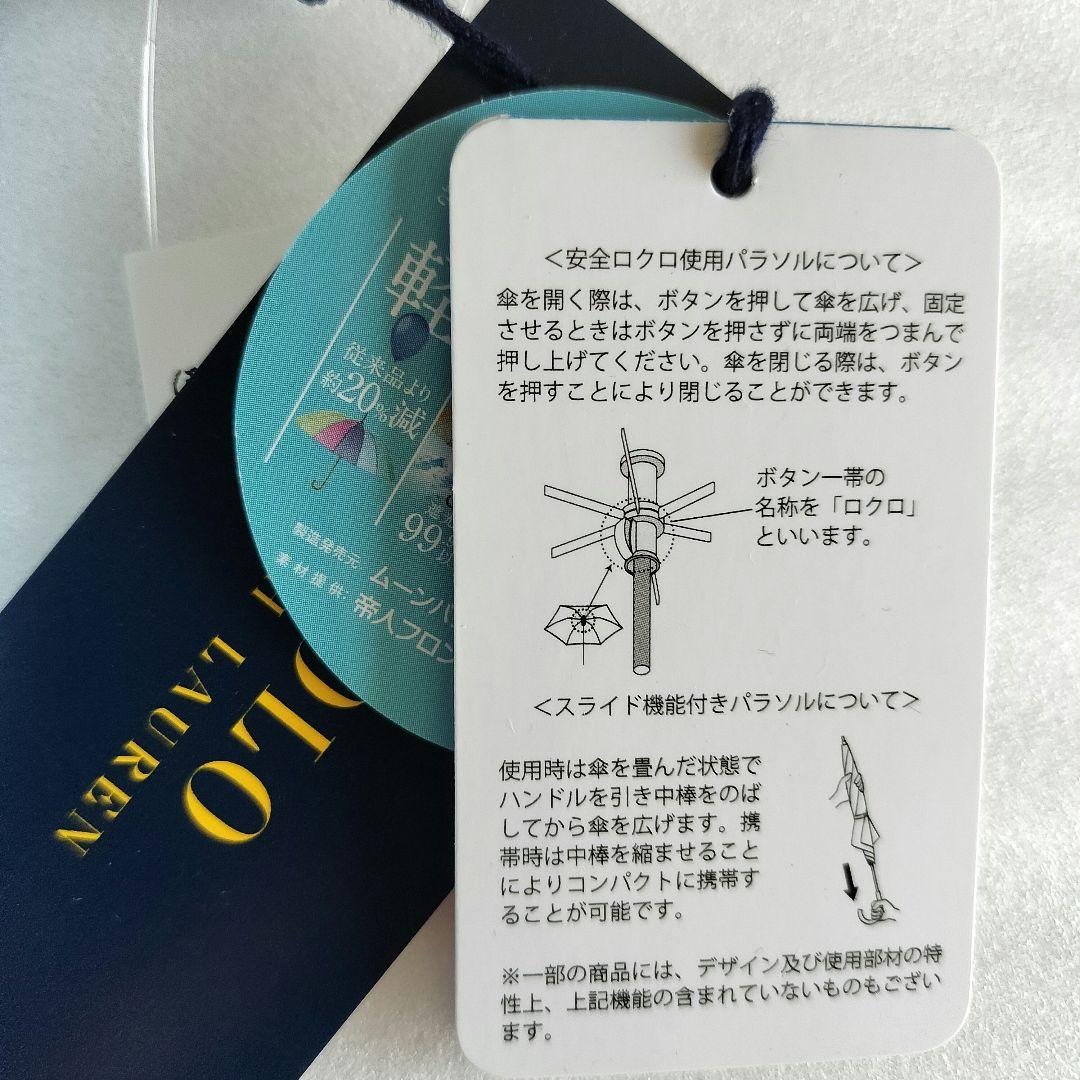 ＜安全ロクロ使用パラソルについて＞
傘を開く際は、ボタンを押して傘を広げ、固定
させるときはボタンを押さずに両端をつまんで
押し上げてください。傘を閉じる際は、ボタン
を押すことにより閉じることができます。
ボタン一帯の
名称を「ロクロ」
といいます。
＜スライド機能付きパラソルについて＞
使用時は傘を畳んだ状態で
ハンドルを引き中棒をのば
してから傘を広げます。携
帯時は中棒を縮ませること
によりコンパクトに携帯す
ることが可能です。
※一部の商品には、デザイン及び使用部材の特
性上、上記機能の含まれていないものもござい
ます。
軽
従来品より
約20%減
99
製造発売元 ムーンバ
素材提供: 帝人フロン
OLO
LAUREN